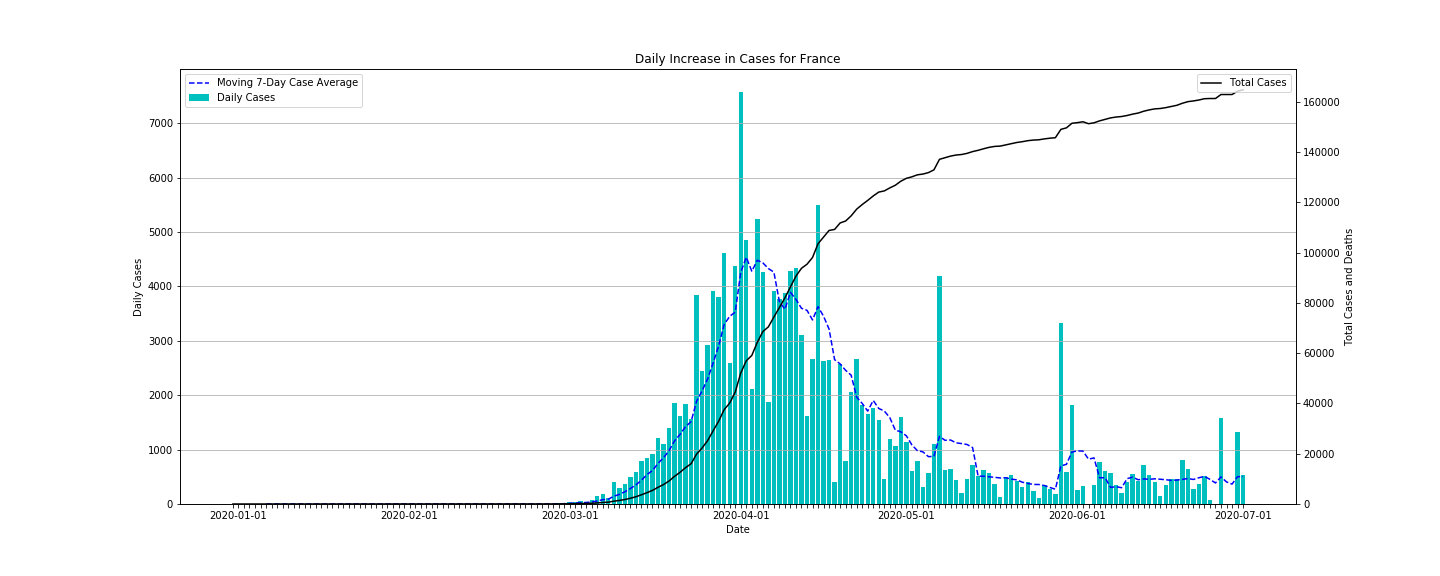 Daily Increase in Cases for France
Moving 7-Day Case Average
Daily Cases
Total Cases
7000
6000
5000
4000
3000
2000
1000
0
Daily Cases
160000
140000
120000
100000
80000
60000
40000
20000
0
Total Cases and Deaths
2020-01-01 2020-02-01 2020-03-01 2020-04-01 2020-05-01 2020-06-01 2020-07-01
Date